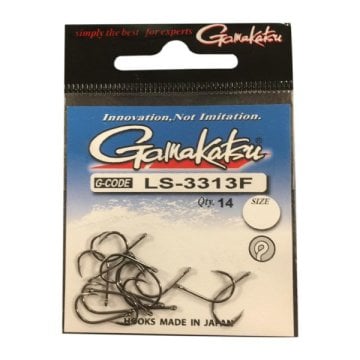 simply the best for experts
Gamakatsu
Innovation, Not Imitation.
Gamakatsu
G-CODE LS-3313F
Qty. 14 SIZE
HOOKS MADE IN JAPAN